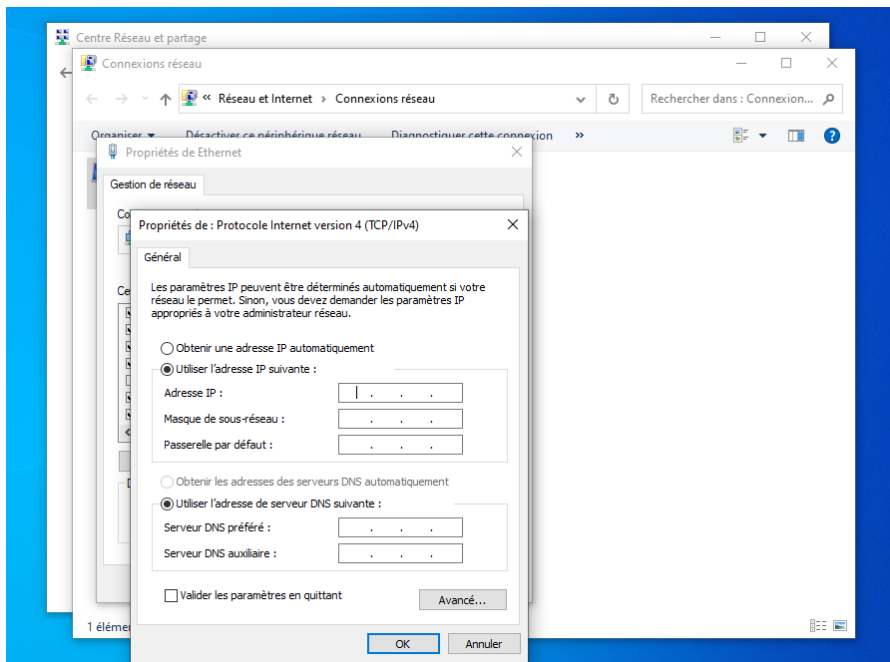 Centre Réseau et partage
Connexions réseau
« Réseau et Internet › Connexions réseau
Rechercher dans : Connexion...
Organiser Désactiver ce périphérique réseau Diagnostiquer cette connexion »
Propriétés de Ethernet
Gestion de réseau
Co
Propriétés de : Protocole Internet version 4 (TCP/IPv4)
Général
Ce
Les paramètres IP peuvent être déterminés automatiquement si votre
réseau le permet. Sinon, vous devez demander les paramètres IP
appropriés à votre administrateur réseau.
Obtenir une adresse IP automatiquement
Utiliser l'adresse IP suivante :
Adresse IP :
Masque de sous-réseau :
Passerelle par défaut :
Obtenir les adresses des serveurs DNS automatiquement
Utiliser l'adresse de serveur DNS suivante :
Serveur DNS préféré :
Serveur DNS auxiliaire :
Valider les paramètres en quittant
Avancé...
1 éléme
OK Annuler